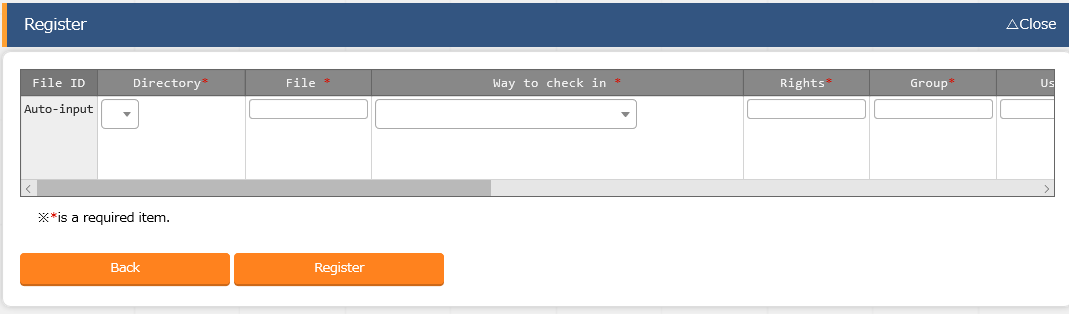 Register
△Close
File ID Directory* File * Way to check in * Rights* Group* Us
Auto-input
※*is a required item.
Back Register